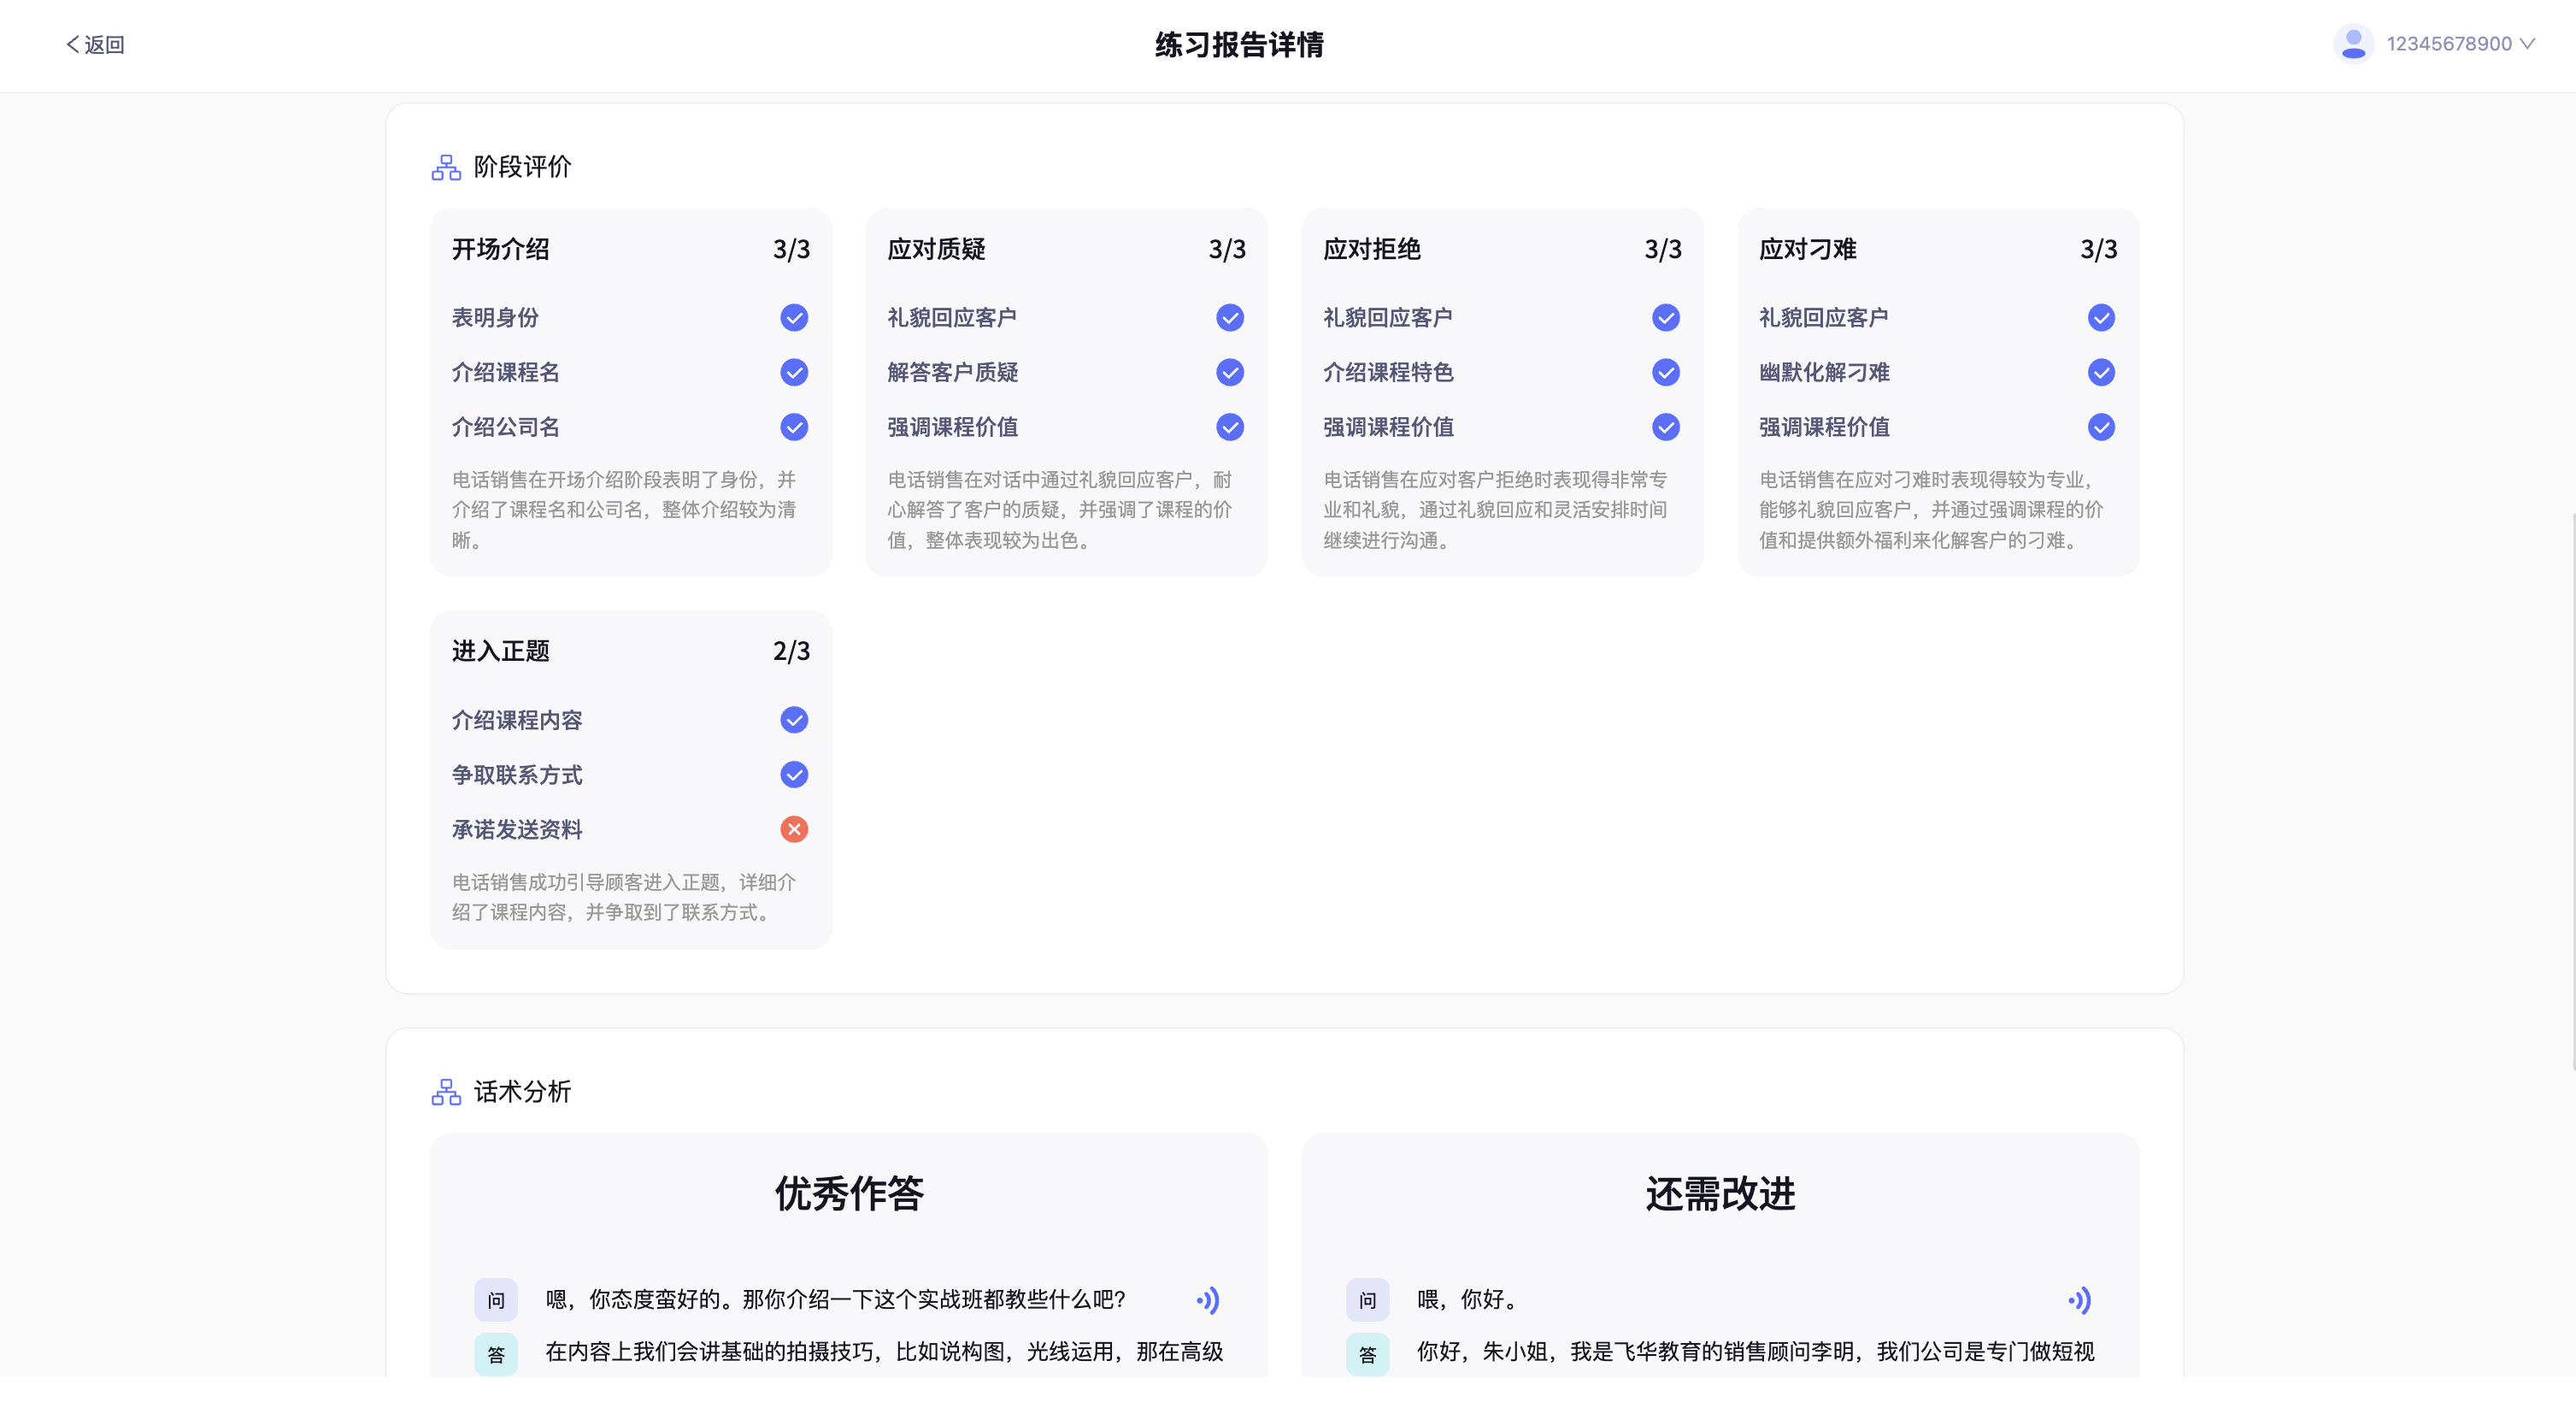 返回
练习报告详情
12345678900
阶段评价
开场介绍 3/3
表明身份
介绍课程名
介绍公司名
电话销售在开场介绍阶段表明了身份，并
介绍了课程名和公司名，整体介绍较为清
晰。
应对质疑 3/3
礼貌回应客户
解答客户质疑
强调课程价值
电话销售在对话中通过礼貌回应客户，耐
心解答了客户的质疑，并强调了课程的价
值，整体表现较为出色。
应对拒绝 3/3
礼貌回应客户
介绍课程特色
强调课程价值
电话销售在应对客户拒绝时表现得非常专
业和礼貌，通过礼貌回应和灵活安排时间
继续进行沟通。
应对刁难 3/3
礼貌回应客户
幽默化解刁难
强调课程价值
电话销售在应对刁难时表现得较为专业，
能够礼貌回应客户，并通过强调课程的价
值和提供额外福利来化解客户的刁难。
进入正题 2/3
介绍课程内容
争取联系方式
承诺发送资料
电话销售成功引导顾客进入正题，详细介
绍了课程内容，并争取到了联系方式。
话术分析
优秀作答
问 嗯，你态度蛮好的。那你介绍一下这个实战班都教些什么吧？
答 在内容上我们会讲基础的拍摄技巧，比如说构图，光线运用，那在高级
还需改进
问 喂，你好。
答 你好，朱小姐，我是飞华教育的销售顾问李明，我们公司是专门做短视